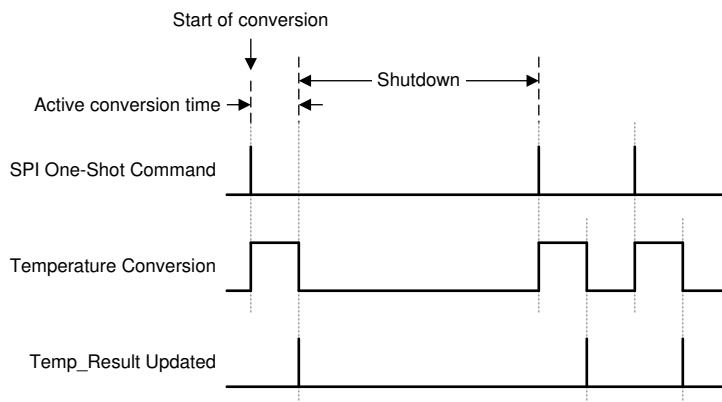 Start of conversion
Shutdown
Active conversion time
SPI One-Shot Command
Temperature Conversion
Temp_Result Updated